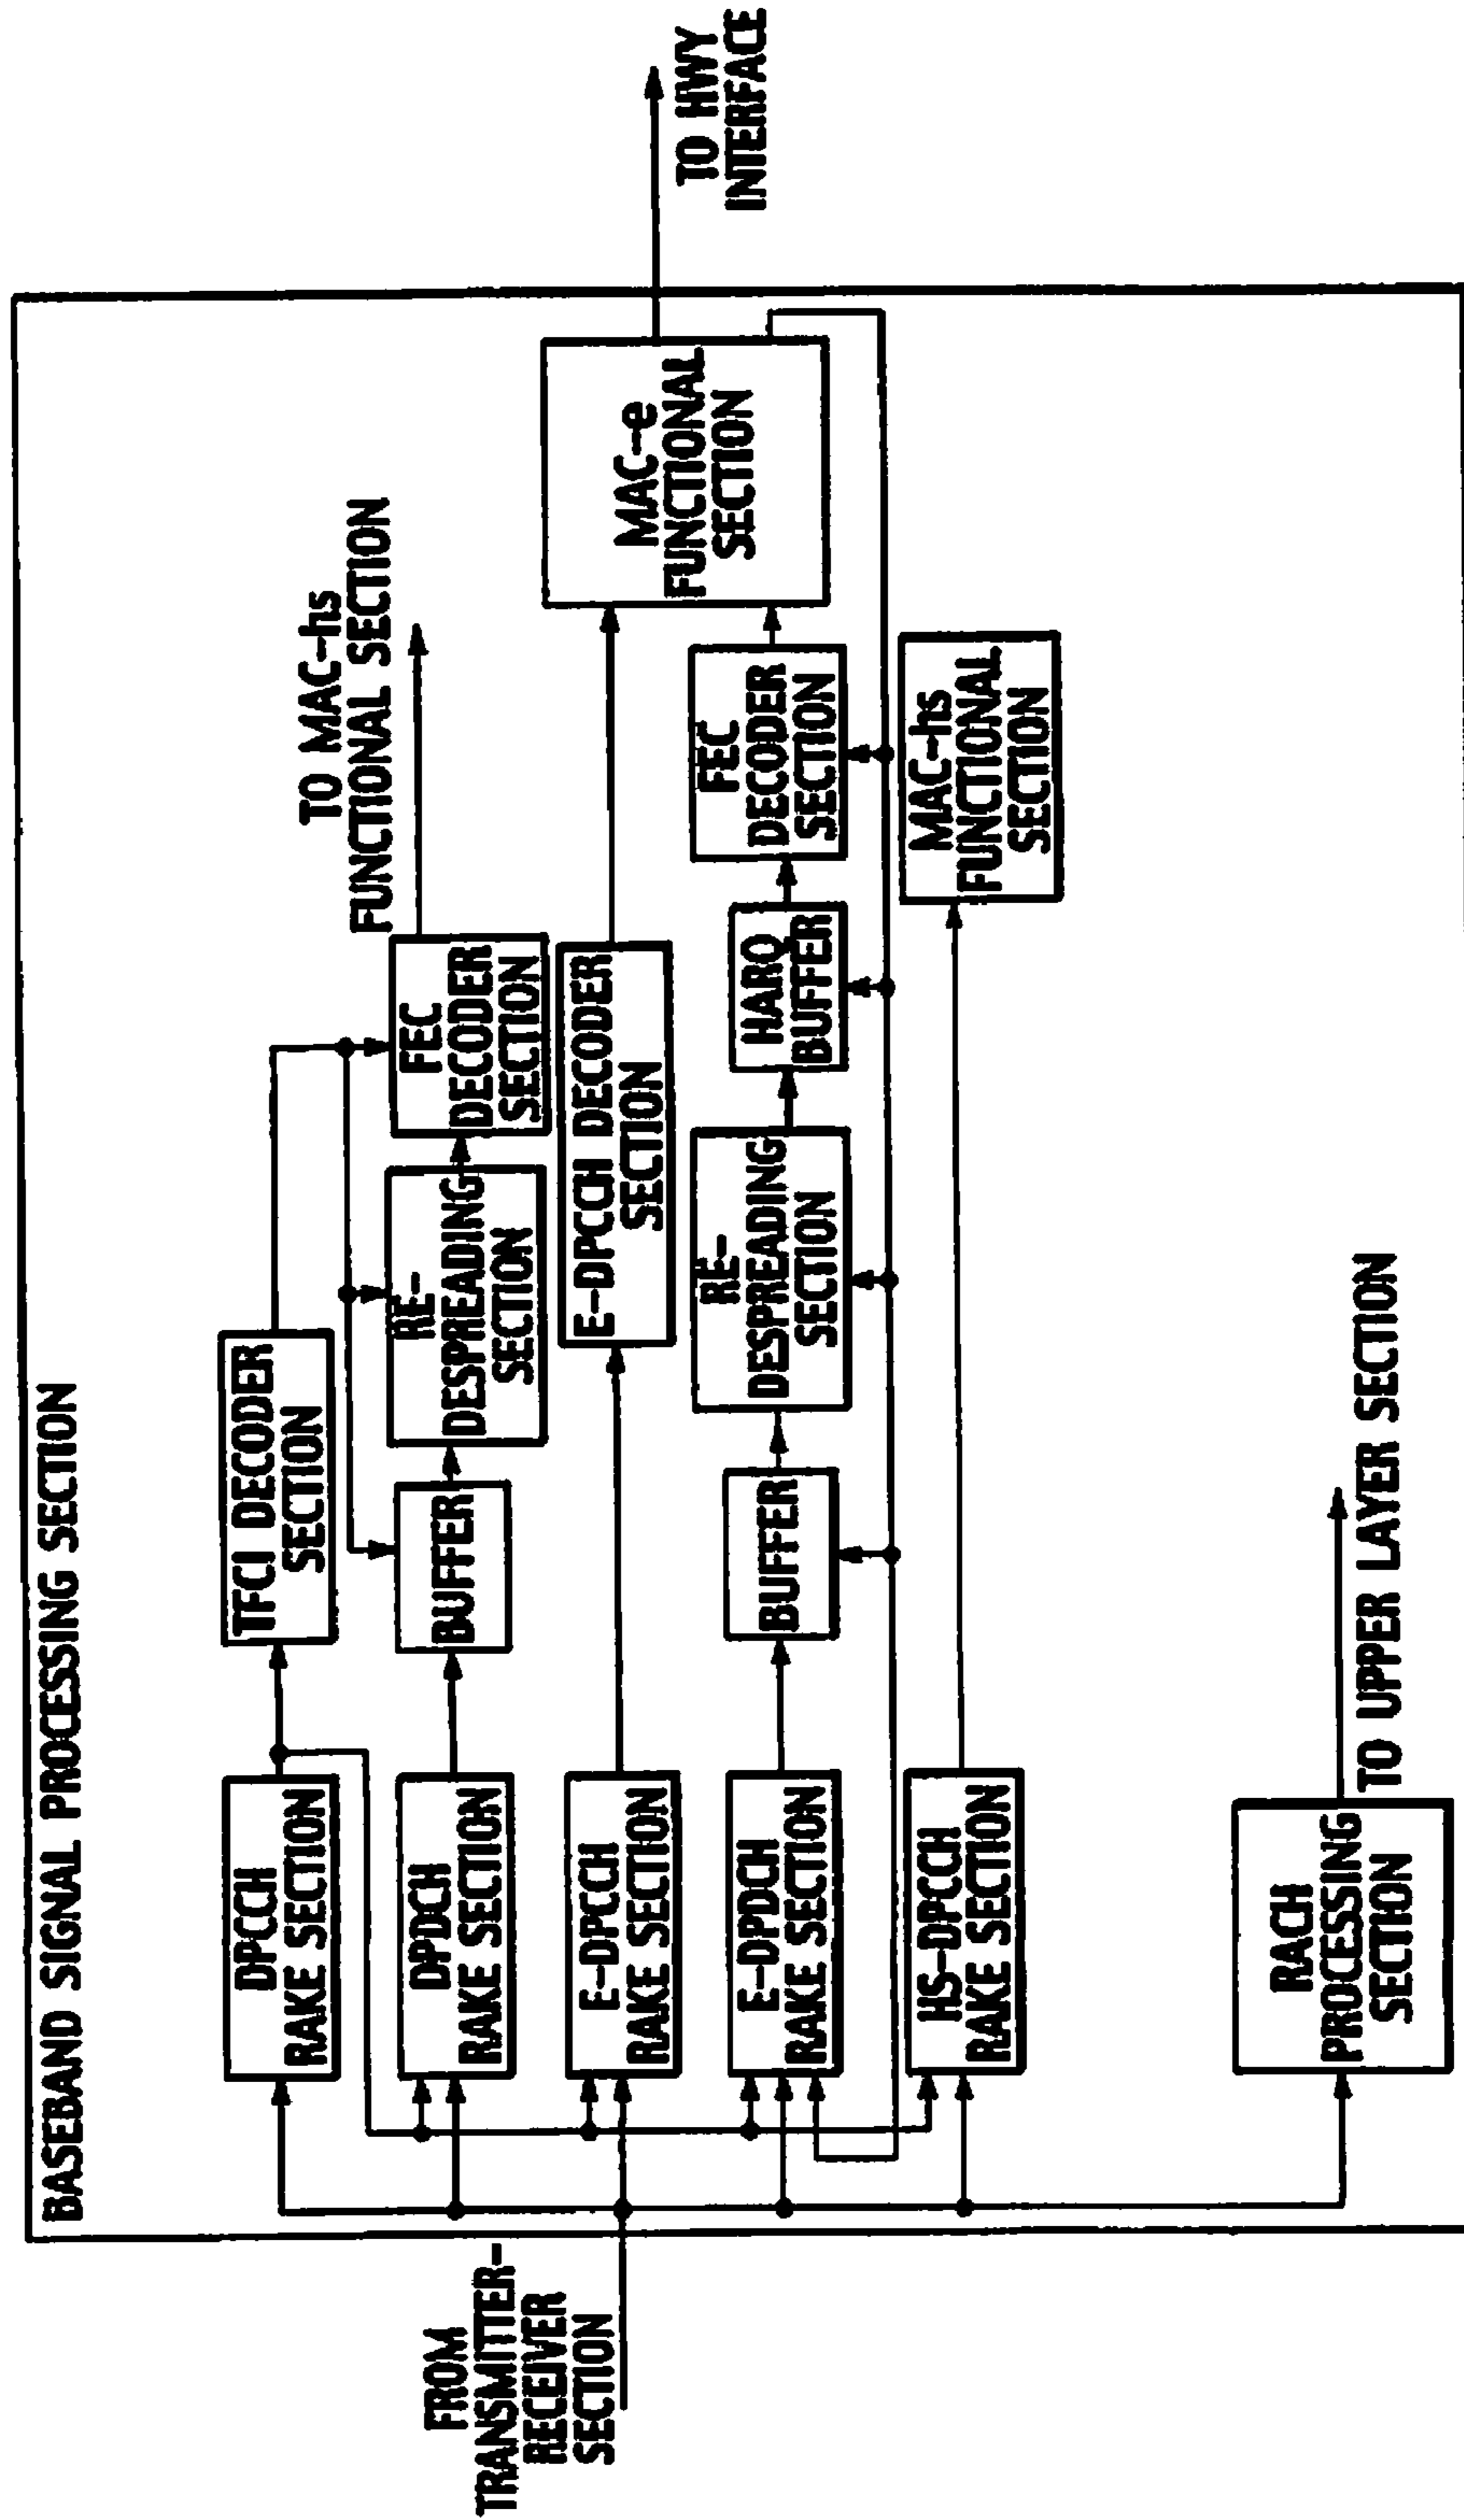 BASEBAND SIGNAL PROCESSING SECTION
FROM
TRANSMITTER-
RECEIVER
SECTION
DPCCH
RAKE SECTION
TFCI DECODER
SECTION
TO MAC-hs
FUNCTIONAL SECTION
DPDCH
RAKE SECTION
BUFFER
RE-
DESPREADING
SECTION
FEC
DECODER
SECTION
E-DPCCH
RAKE SECTION
E-DPCCH DECODER
SECTION
MAC-e
FUNCTIONAL
SECTION
TO HWY
INTERFACE
E-DPDCH
RAKE SECTION
BUFFER
RE-
DESPREADING
SECTION
HARQ
BUFFER
FEC
DECODER
SECTION
HS-DPCCH
RAKE SECTION
MAC-hs
FUNCTIONAL
SECTION
RACH
PROCESSING
SECTION
TO UPPER LAYER SECTION